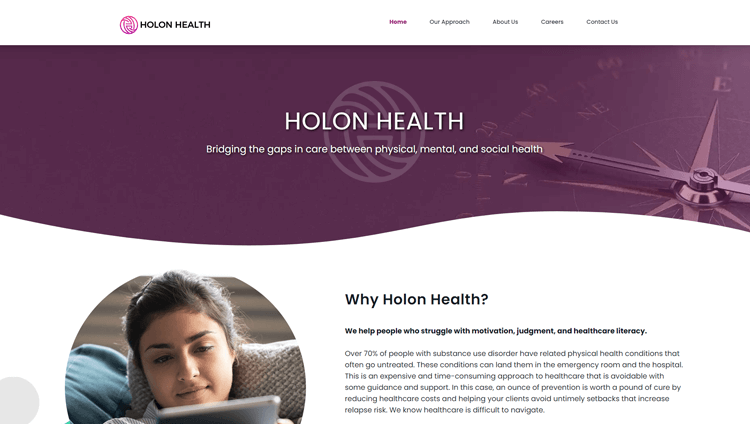 HOLON HEALTH
Home Our Approach About Us Careers Contact Us
NE
HOLON HEALTH
Bridging the gaps in care between physical, mental, and social health
Why Holon Health?
We help people who struggle with motivation, judgment, and healthcare literacy.
Over 70% of people with substance use disorder have related physical health conditions that
often go untreated. These conditions can land them in the emergency room and the hospital.
This is an expensive and time-consuming approach to healthcare that is avoidable with
some guidance and support. In this case, an ounce of prevention is worth a pound of cure by
reducing healthcare costs and helping your clients avoid untimely setbacks that increase
relapse risk. We know healthcare is difficult to navigate.